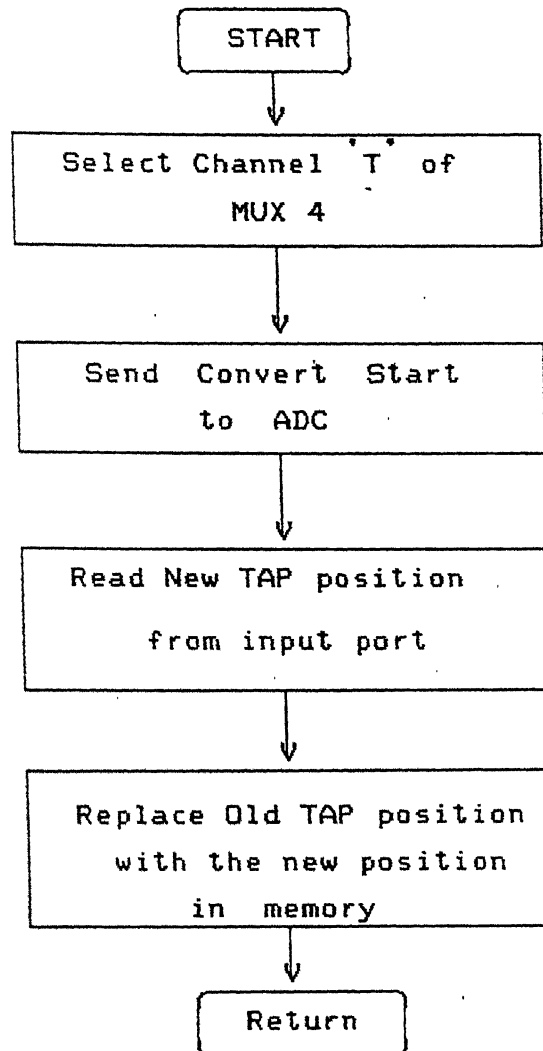 START
Select Channel 'T' of
MUX 4
Send Convert Start
to ADC
Read New TAP position
from input port
Replace Old TAP position
with the new position
in memory
Return